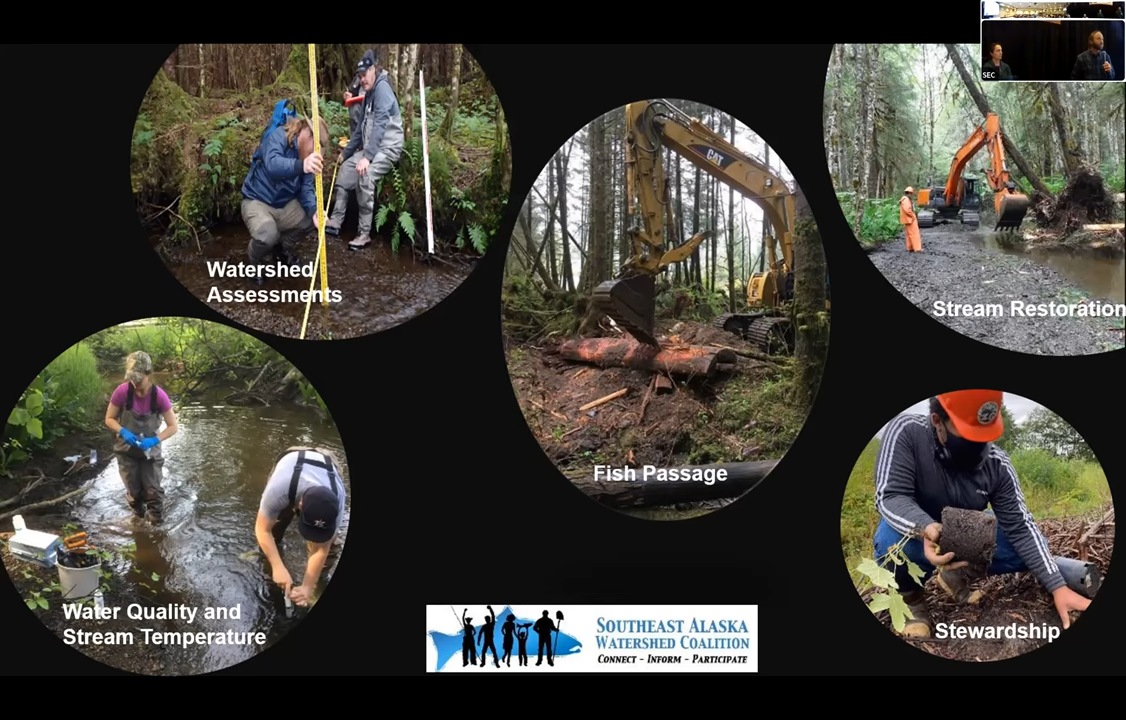 SEC
Watershed
Assessments
CAT
Stream Restoration
Fish Passage
Water Quality and
Stream Temperature
Stewardship
SOUTHEAST ALASKA
WATERSHED COALITION
CONNECT – INFORM – PARTICIPATE